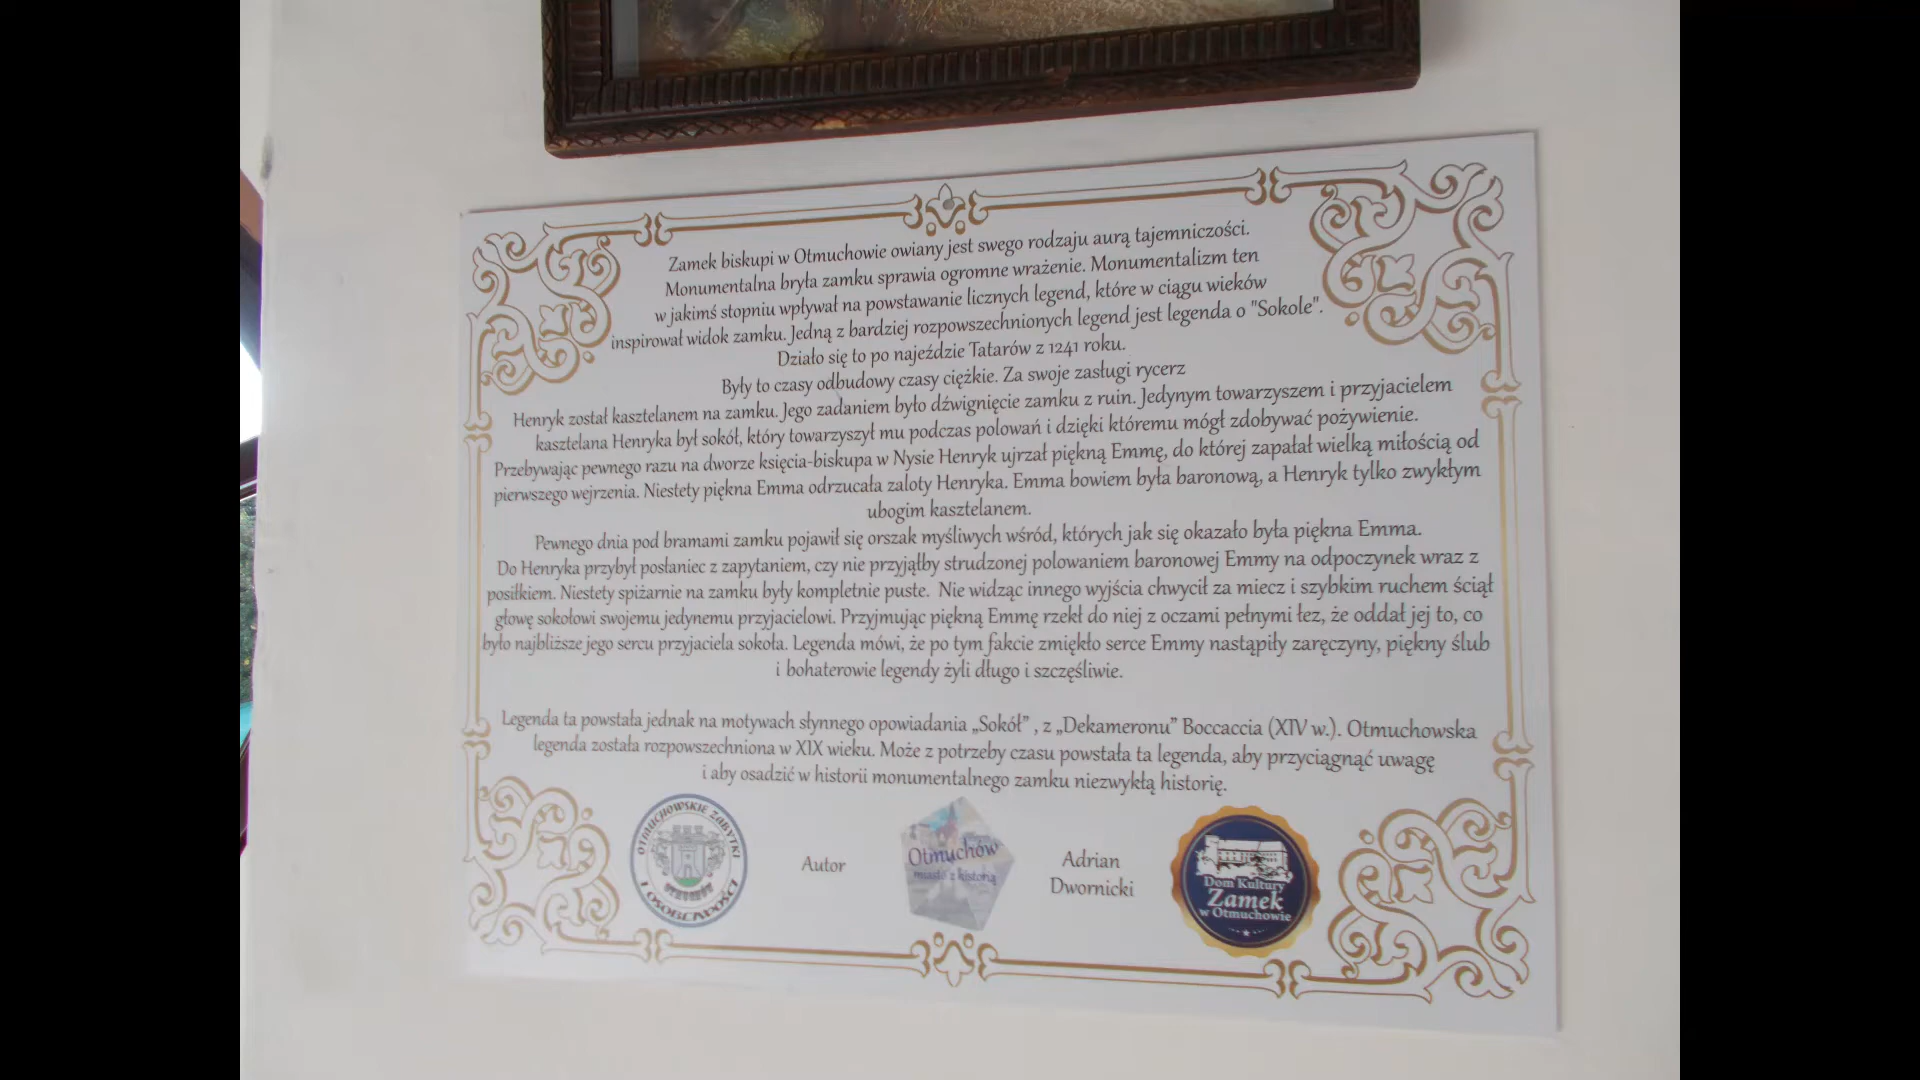 Zamek biskupi w Otmuchowie owiany jest swego rodzaju aurą tajemniczości.
Monumentalna bryła zamku sprawia ogromne wrażenie. Monumentalizm ten
w jakimś stopniu wpływał na powstawanie licznych legend, które w ciągu wieków
inspirował widok zamku. Jedną z bardziej rozpowszechnionych legend jest legenda o "Sokole".
Działo się to po najeździe Tatarów z 1241 roku.
Były to czasy odbudowy czasy ciężkie. Za swoje zasługi rycerz
Henryk został kasztelanem na zamku. Jego zadaniem było dźwignięcie zamku z ruin. Jedynym towarzyszem i przyjacielem
kasztelana Henryka był sokół, który towarzyszył mu podczas polowań i dzięki któremu mógł zdobywać pożywienie.
Przebywając pewnego razu na dworze księcia-biskupa w Nysie Henryk ujrzał piękną Emmę, do której zapałał wielką miłością od
pierwszego wejrzenia. Niestety piękna Emma odrzucała zaloty Henryka. Emma bowiem była baronową, a Henryk tylko zwykłym
ubogim kasztelanem.
Pewnego dnia pod bramami zamku pojawił się orszak myśliwych wśród, których jak się okazało była piękna Emma.
Do Henryka przybył posłaniec z zapytaniem, czy nie przyjąłby strudzonej polowaniem baronowej Emmy na odpoczynek wraz z
posiłkiem. Niestety spiżarnie na zamku były kompletnie puste. Nie widząc innego wyjścia chwycił za miecz i szybkim ruchem ściął
głowę sokołowi swojemu jedynemu przyjacielowi. Przyjmując piękną Emmę rzekł do niej z oczami pełnymi łez, że oddał jej to, co
było najbliższe jego sercu przyjaciela sokoła. Legenda mówi, że po tym fakcie zmiękło serce Emmy nastąpiły zaręczyny, piękny ślub
i bohaterowie legendy żyli długo i szczęśliwie.
Legenda ta powstała jednak na motywach słynnego opowiadania „Sokół” , z „Dekameronu” Boccaccia (XIV w.). Otmuchowska
legenda została rozpowszechniona w XIX wieku. Może z potrzeby czasu powstała ta legenda, aby przyciągnąć uwagę
i aby osadzić w historii monumentalnego zamku niezwykłą historię.
OTMUCHOWSKIE ZABYTKI
I OSOBLIWOŚCI
Autor
Otmuchów
miasto z historią
Adrian
Dwornicki
Dom Kultury
Zamek
w Otmuchowie